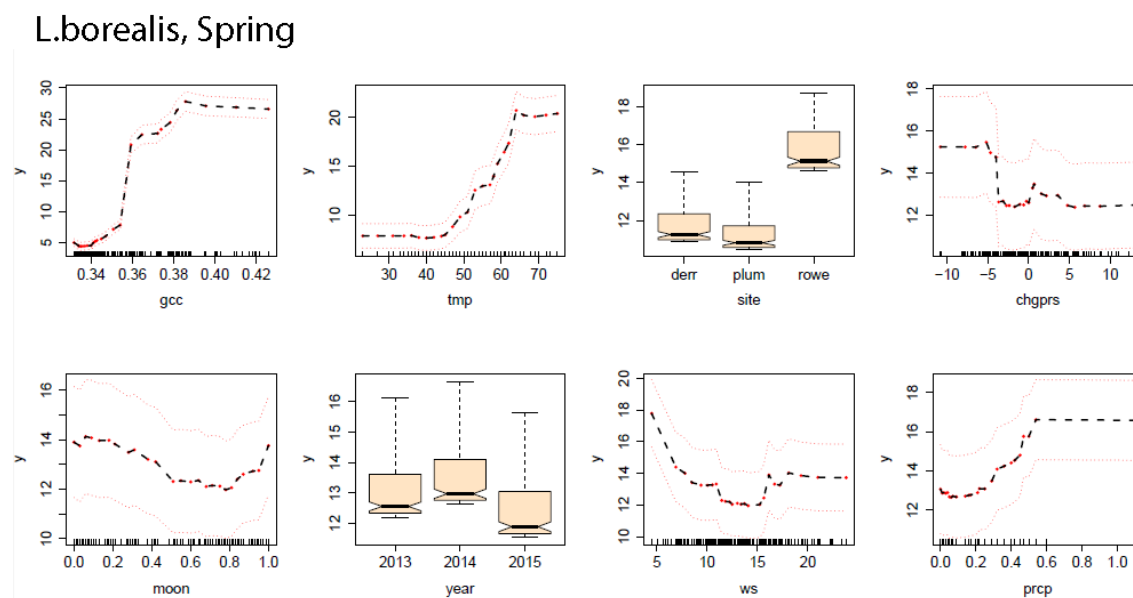 L.borealis, Spring
y
5 10 15 20 25 30
0.34 0.36 0.38 0.40 0.42
gcc
y
10 15 20
30 40 50 60 70
tmp
y
12 14 16 18
derr plum rowe
site
y
12 14 16 18
−10 −5 0 5 10
chgprs
y
10 12 14 16
0.0 0.2 0.4 0.6 0.8 1.0
moon
y
12 13 14 15 16
2013 2014 2015
year
y
10 12 14 16 18 20
5 10 15 20
ws
y
12 14 16 18
0.0 0.2 0.4 0.6 0.8 1.0
prcp